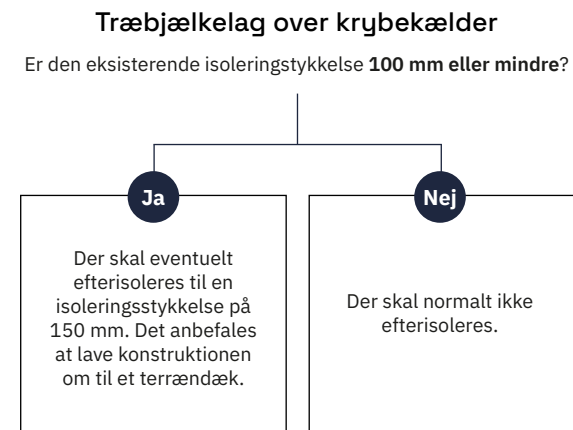 Træbjælkelag over krybekælder
Er den eksisterende isoleringstykkelse 100 mm eller mindre?
Ja
Der skal eventuelt
efterisoleres til en
isoleringsstykkelse på
150 mm. Det anbefales
at lave konstruktionen
om til et terrændæk.
Nej
Der skal normalt ikke
efterisoleres.